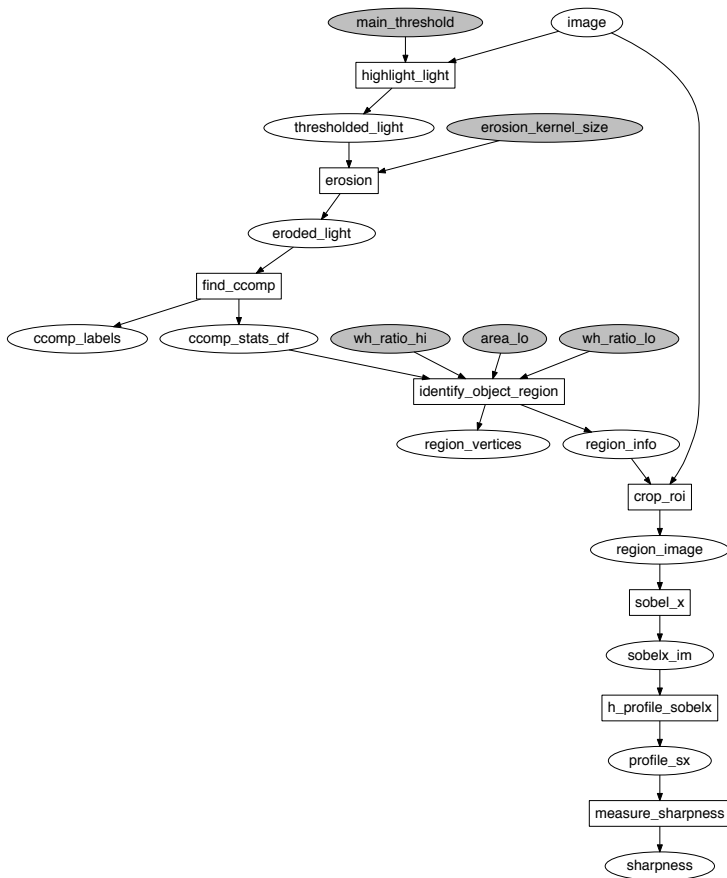 main_threshold
image
highlight_light
thresholded_light
erosion_kernel_size
erosion
eroded_light
find_ccomp
ccomp_labels
ccomp_stats_df
wh_ratio_hi
area_lo
wh_ratio_lo
identify_object_region
region_vertices
region_info
crop_roi
region_image
sobel_x
sobelx_im
h_profile_sobelx
profile_sx
measure_sharpness
sharpness